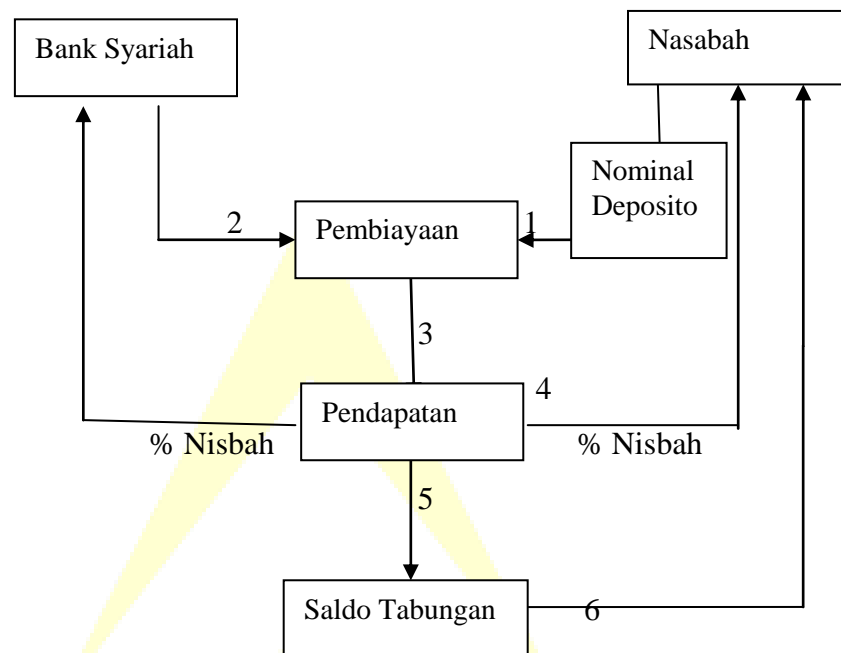 Bank Syariah
Nasabah
Nominal
Deposito
1
2
Pembiayaan
3
4
Pendapatan
% Nisbah
% Nisbah
5
Saldo Tabungan
6